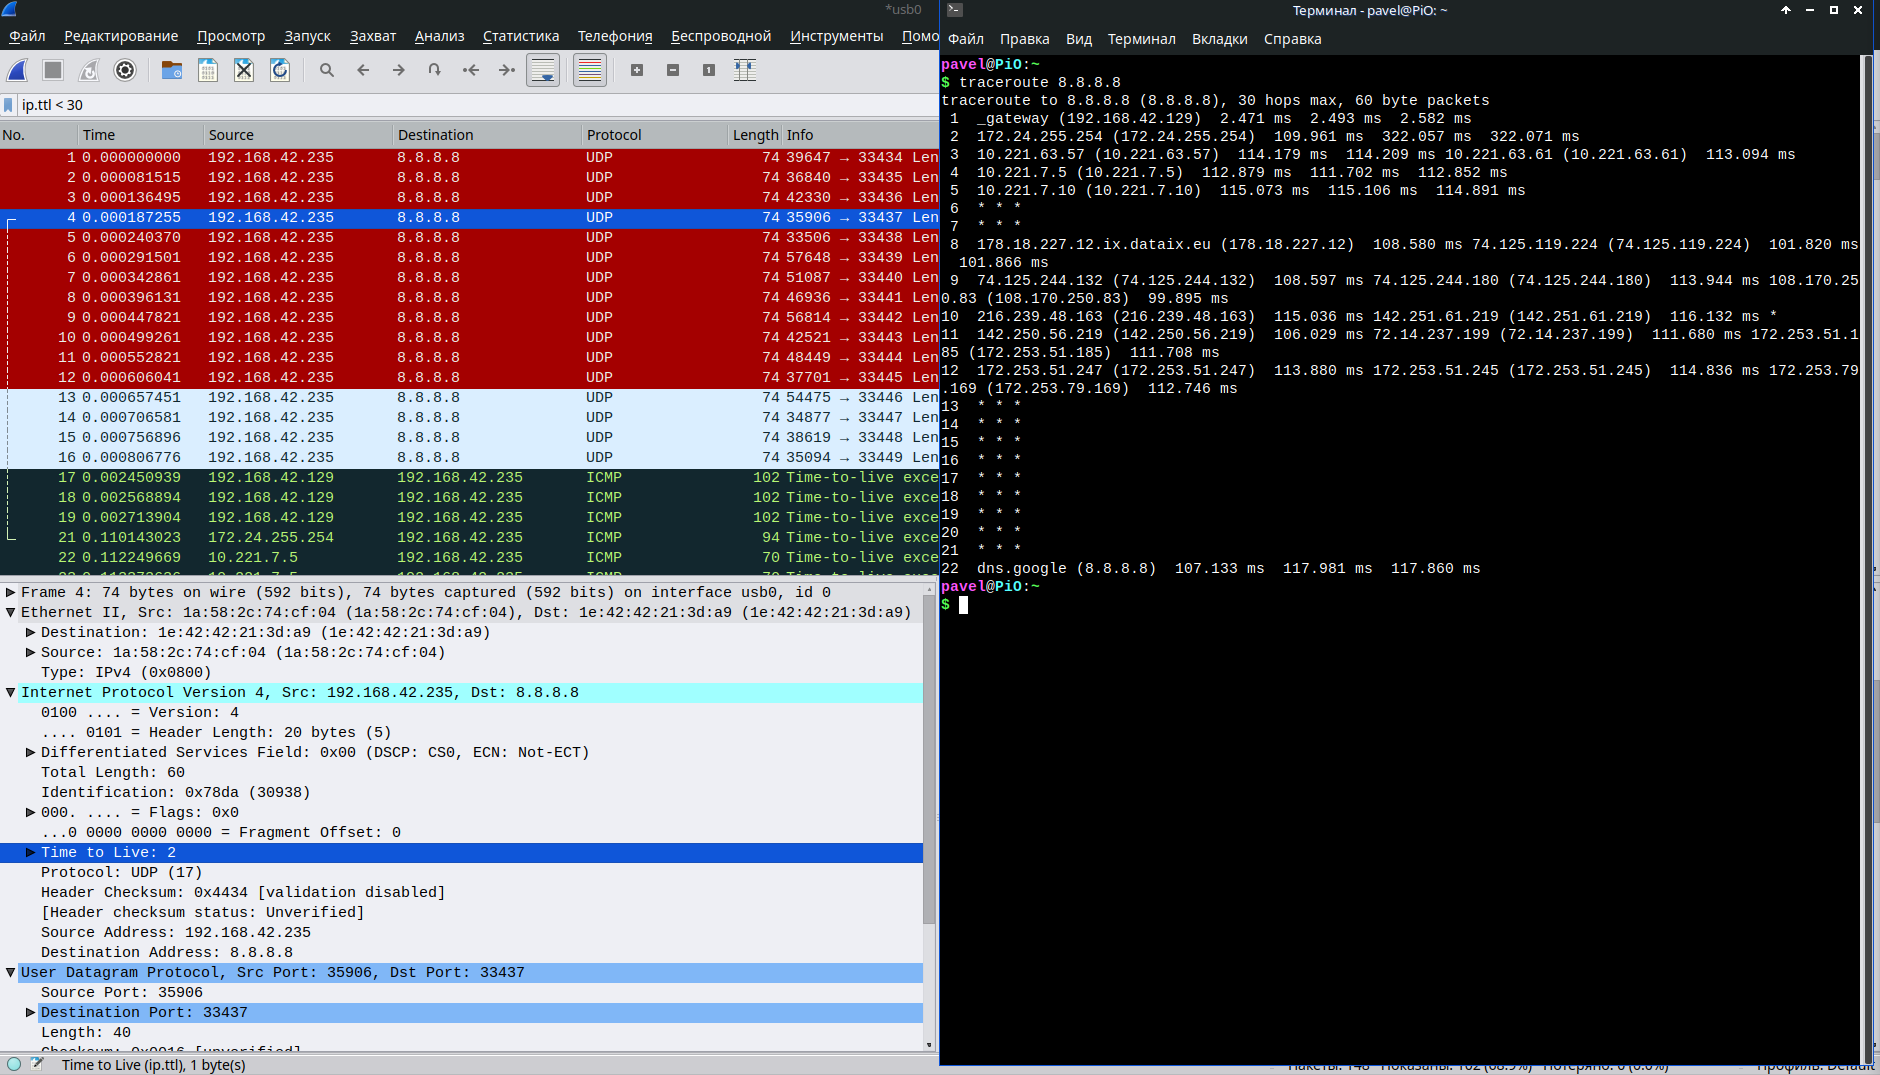 *usb0
Файл Редактирование Просмотр Запуск Захват Анализ Статистика Телефония Беспроводной Инструменты Помо
ip.ttl < 30
No. Time Source Destination Protocol Length Info
1 0.000000000 192.168.42.235 8.8.8.8 UDP 74 39647 → 33434 Len
2 0.000081515 192.168.42.235 8.8.8.8 UDP 74 36840 → 33435 Len
3 0.000136495 192.168.42.235 8.8.8.8 UDP 74 42330 → 33436 Len
4 0.000187255 192.168.42.235 8.8.8.8 UDP 74 35906 → 33437 Len
5 0.000240370 192.168.42.235 8.8.8.8 UDP 74 33506 → 33438 Len
6 0.000291501 192.168.42.235 8.8.8.8 UDP 74 57648 → 33439 Len
7 0.000342861 192.168.42.235 8.8.8.8 UDP 74 51087 → 33440 Len
8 0.000396131 192.168.42.235 8.8.8.8 UDP 74 46936 → 33441 Len
9 0.000447821 192.168.42.235 8.8.8.8 UDP 74 56814 → 33442 Len
10 0.000499261 192.168.42.235 8.8.8.8 UDP 74 42521 → 33443 Len
11 0.000552821 192.168.42.235 8.8.8.8 UDP 74 48449 → 33444 Len
12 0.000606041 192.168.42.235 8.8.8.8 UDP 74 37701 → 33445 Len
13 0.000657451 192.168.42.235 8.8.8.8 UDP 74 54475 → 33446 Len
14 0.000706581 192.168.42.235 8.8.8.8 UDP 74 34877 → 33447 Len
15 0.000756896 192.168.42.235 8.8.8.8 UDP 74 38619 → 33448 Len
16 0.000806776 192.168.42.235 8.8.8.8 UDP 74 35094 → 33449 Len
17 0.002450939 192.168.42.129 192.168.42.235 ICMP 102 Time-to-live exce
18 0.002568894 192.168.42.129 192.168.42.235 ICMP 102 Time-to-live exce
19 0.002713904 192.168.42.129 192.168.42.235 ICMP 102 Time-to-live exce
21 0.110143023 172.24.255.254 192.168.42.235 ICMP 94 Time-to-live exce
22 0.112249669 10.221.7.5 192.168.42.235 ICMP 70 Time-to-live exce
Frame 4: 74 bytes on wire (592 bits), 74 bytes captured (592 bits) on interface usb0, id 0
Ethernet II, Src: 1a:58:2c:74:cf:04 (1a:58:2c:74:cf:04), Dst: 1e:42:42:21:3d:a9 (1e:42:42:21:3d:a9)
Destination: 1e:42:42:21:3d:a9 (1e:42:42:21:3d:a9)
Source: 1a:58:2c:74:cf:04 (1a:58:2c:74:cf:04)
Type: IPv4 (0x0800)
Internet Protocol Version 4, Src: 192.168.42.235, Dst: 8.8.8.8
0100 .... = Version: 4
.... 0101 = Header Length: 20 bytes (5)
Differentiated Services Field: 0x00 (DSCP: CS0, ECN: Not-ECT)
Total Length: 60
Identification: 0x78da (30938)
000. .... = Flags: 0x0
...0 0000 0000 0000 = Fragment Offset: 0
Time to Live: 2
Protocol: UDP (17)
Header Checksum: 0x4434 [validation disabled]
[Header checksum status: Unverified]
Source Address: 192.168.42.235
Destination Address: 8.8.8.8
User Datagram Protocol, Src Port: 35906, Dst Port: 33437
Source Port: 35906
Destination Port: 33437
Length: 40
Time to Live (ip.ttl), 1 byte(s)
Терминал - pavel@PiO: ~
Файл Правка Вид Терминал Вкладки Справка
pavel@PiO:~
$ traceroute 8.8.8.8
traceroute to 8.8.8.8 (8.8.8.8), 30 hops max, 60 byte packets
1 _gateway (192.168.42.129) 2.471 ms 2.493 ms 2.582 ms
2 172.24.255.254 (172.24.255.254) 109.961 ms 322.057 ms 322.071 ms
3 10.221.63.57 (10.221.63.57) 114.179 ms 114.209 ms 10.221.63.61 (10.221.63.61) 113.094 ms
4 10.221.7.5 (10.221.7.5) 112.879 ms 111.702 ms 112.852 ms
5 10.221.7.10 (10.221.7.10) 115.073 ms 115.106 ms 114.891 ms
6 * * *
7 * * *
8 178.18.227.12.ix.dataix.eu (178.18.227.12) 108.580 ms 74.125.119.224 (74.125.119.224) 101.820 ms
101.866 ms
9 74.125.244.132 (74.125.244.132) 108.597 ms 74.125.244.180 (74.125.244.180) 113.944 ms 108.170.25
0.83 (108.170.250.83) 99.895 ms
10 216.239.48.163 (216.239.48.163) 115.036 ms 142.251.61.219 (142.251.61.219) 116.132 ms *
11 142.250.56.219 (142.250.56.219) 106.029 ms 72.14.237.199 (72.14.237.199) 111.680 ms 172.253.51.1
85 (172.253.51.185) 111.708 ms
12 172.253.51.247 (172.253.51.247) 113.880 ms 172.253.51.245 (172.253.51.245) 114.836 ms 172.253.79
.169 (172.253.79.169) 112.746 ms
13 * * *
14 * * *
15 * * *
16 * * *
17 * * *
18 * * *
19 * * *
20 * * *
21 * * *
22 dns.google (8.8.8.8) 107.133 ms 117.981 ms 117.860 ms
pavel@PiO:~
$